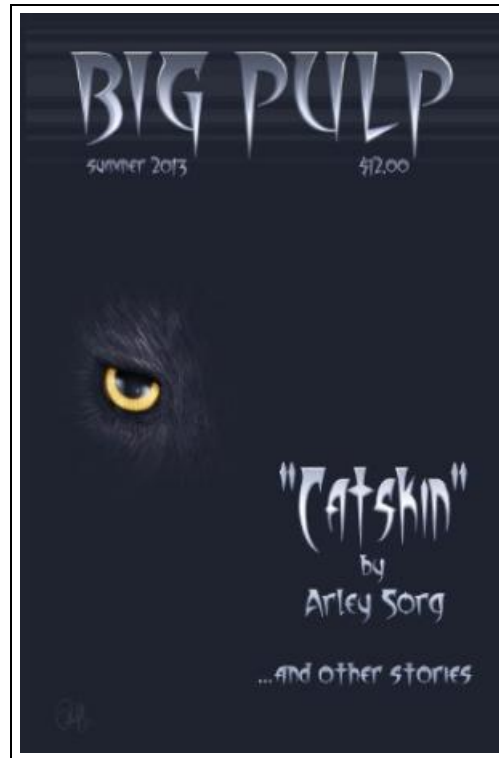 BIG PULP
summer 2013 $12.00
"Catskin"
by
Arley Sorg
...and other stories